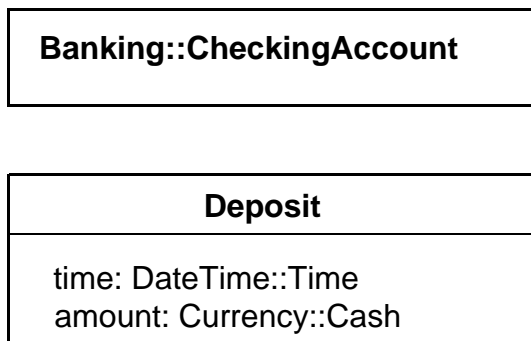 Banking::CheckingAccount
Deposit
time: DateTime::Time
amount: Currency::Cash